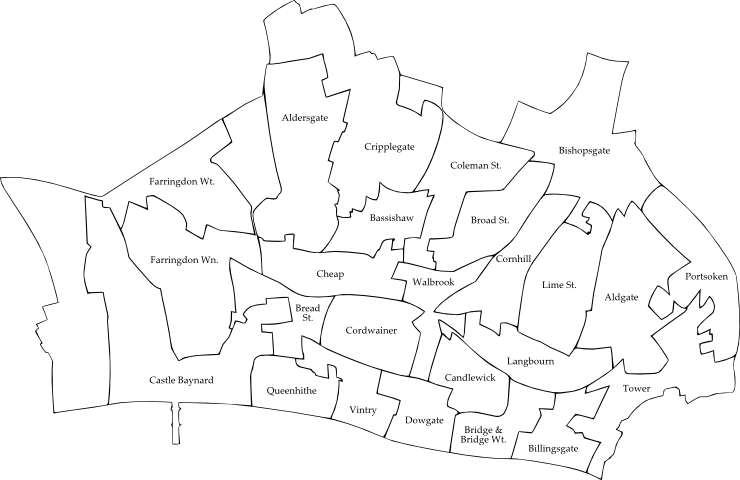 Aldersgate
Cripplegate
Bishopsgate
Coleman St.
Farringdon Wt.
Bassishaw
Broad St.
Farringdon Wn.
Cornhill
Cheap
Walbrook
Lime St.
Portsoken
Aldgate
Bread
St.
Cordwainer
Langbourn
Castle Baynard
Candlewick
Tower
Queenhithe
Vintry
Dowgate
Bridge &
Bridge Wt.
Billingsgate